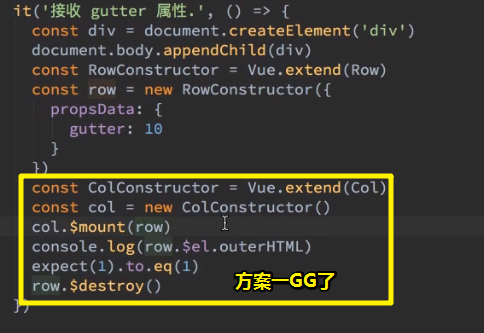 it('接收 gutter 属性.', () => {
const div = document.createElement('div')
document.body.appendChild(div)
const RowConstructor = Vue.extend(Row)
const row = new RowConstructor({
propsData: {
gutter: 10
}
})
const ColConstructor = Vue.extend(Col)
const col = new ColConstructor()
col.$mount(row)
console.log(row.$el.outerHTML)
expect(1).to.eq(1)
row.$destroy()
方案一GG了
})